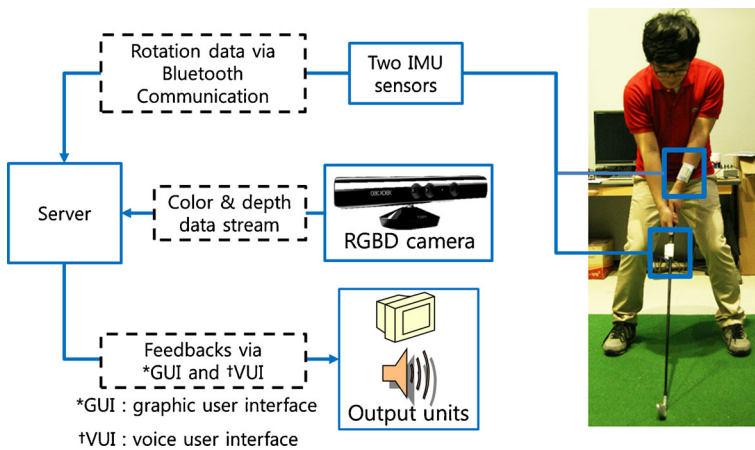 Rotation data via
Bluetooth
Communication
Two IMU
sensors
Server
Color & depth
data stream
RGBD camera
Feedbacks via
*GUI and †VUI
Output units
*GUI : graphic user interface
†VUI : voice user interface